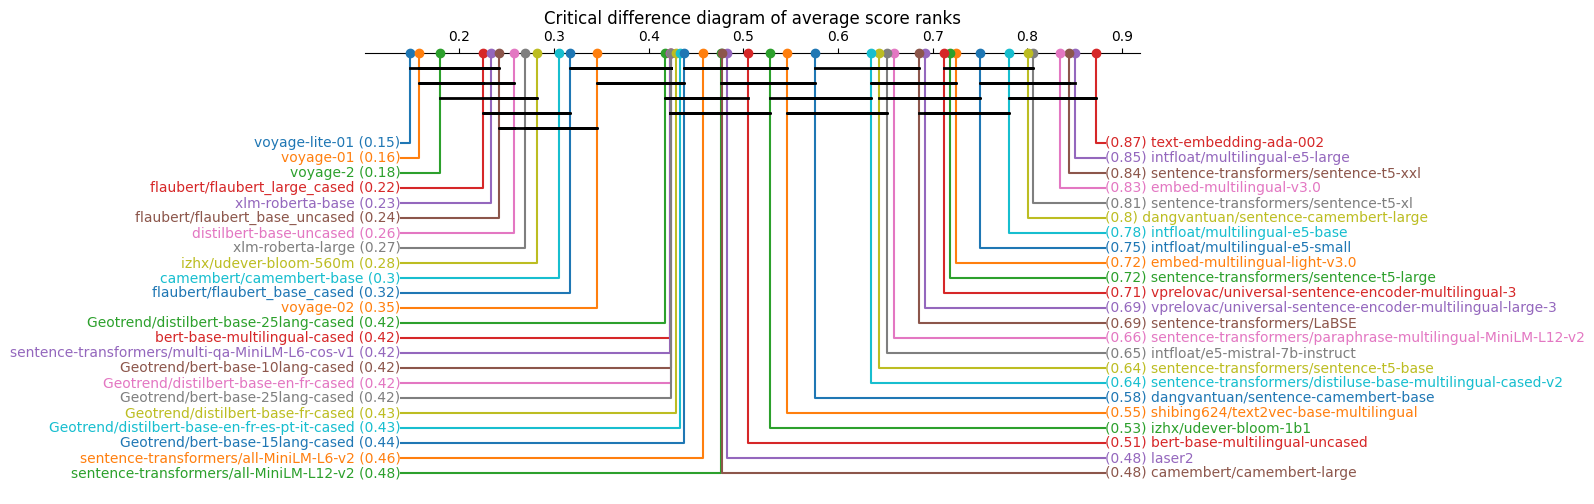 Critical difference diagram of average score ranks
0.2 0.3 0.4 0.5 0.6 0.7 0.8 0.9
voyage-lite-01 (0.15)
voyage-01 (0.16)
voyage-2 (0.18)
flaubert/flaubert_large_cased (0.22)
xlm-roberta-base (0.23)
flaubert/flaubert_base_uncased (0.24)
distilbert-base-uncased (0.26)
xlm-roberta-large (0.27)
izhx/udever-bloom-560m (0.28)
camembert/camembert-base (0.3)
flaubert/flaubert_base_cased (0.32)
voyage-02 (0.35)
Geotrend/distilbert-base-25lang-cased (0.42)
bert-base-multilingual-cased (0.42)
sentence-transformers/multi-qa-MiniLM-L6-cos-v1 (0.42)
Geotrend/bert-base-10lang-cased (0.42)
Geotrend/distilbert-base-en-fr-cased (0.42)
Geotrend/bert-base-25lang-cased (0.42)
Geotrend/distilbert-base-fr-cased (0.43)
Geotrend/distilbert-base-en-fr-es-pt-it-cased (0.43)
Geotrend/bert-base-15lang-cased (0.44)
sentence-transformers/all-MiniLM-L6-v2 (0.46)
sentence-transformers/all-MiniLM-L12-v2 (0.48)
(0.87) text-embedding-ada-002
(0.85) intfloat/multilingual-e5-large
(0.84) sentence-transformers/sentence-t5-xxl
(0.83) embed-multilingual-v3.0
(0.81) sentence-transformers/sentence-t5-xl
(0.8) dangvantuan/sentence-camembert-large
(0.78) intfloat/multilingual-e5-base
(0.75) intfloat/multilingual-e5-small
(0.72) embed-multilingual-light-v3.0
(0.72) sentence-transformers/sentence-t5-large
(0.71) vprelovac/universal-sentence-encoder-multilingual-3
(0.69) vprelovac/universal-sentence-encoder-multilingual-large-3
(0.69) sentence-transformers/LaBSE
(0.66) sentence-transformers/paraphrase-multilingual-MiniLM-L12-v2
(0.65) intfloat/e5-mistral-7b-instruct
(0.64) sentence-transformers/sentence-t5-base
(0.64) sentence-transformers/distiluse-base-multilingual-cased-v2
(0.58) dangvantuan/sentence-camembert-base
(0.55) shibing624/text2vec-base-multilingual
(0.53) izhx/udever-bloom-1b1
(0.51) bert-base-multilingual-uncased
(0.48) laser2
(0.48) camembert/camembert-large